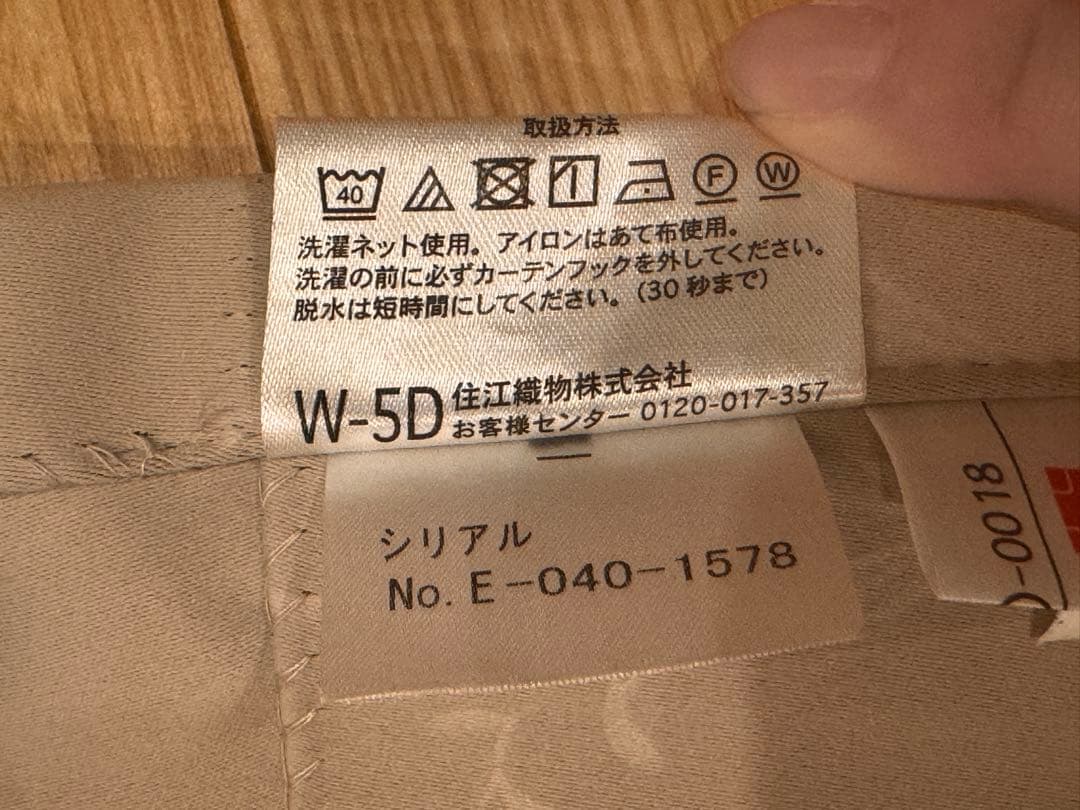 取扱方法
40
F
W
洗濯ネット使用。アイロンはあて布使用。
洗濯の前に必ずカーテンフックを外してください。
脱水は短時間にしてください。(30秒まで)
W-5D
住江織物株式会社
お客様センター 0120-017-357
シリアル
No. E-040-1578
-0018